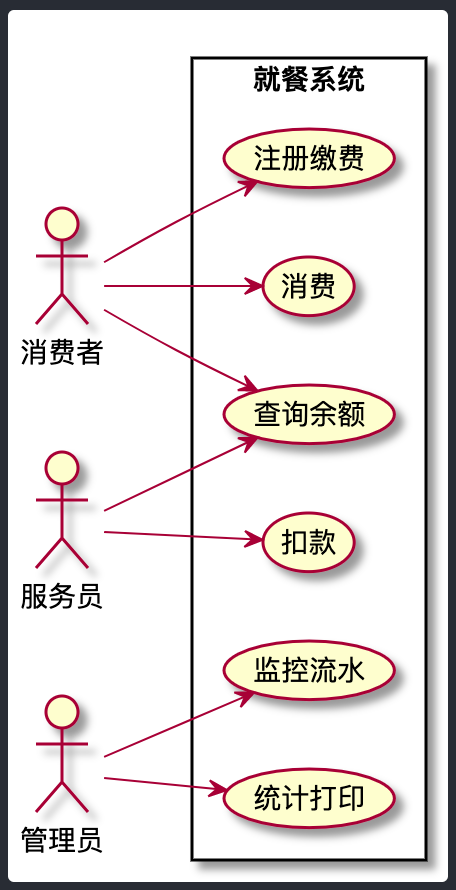 就餐系统
注册缴费
消费
消费者
查询余额
扣款
服务员
监控流水
统计打印
管理员